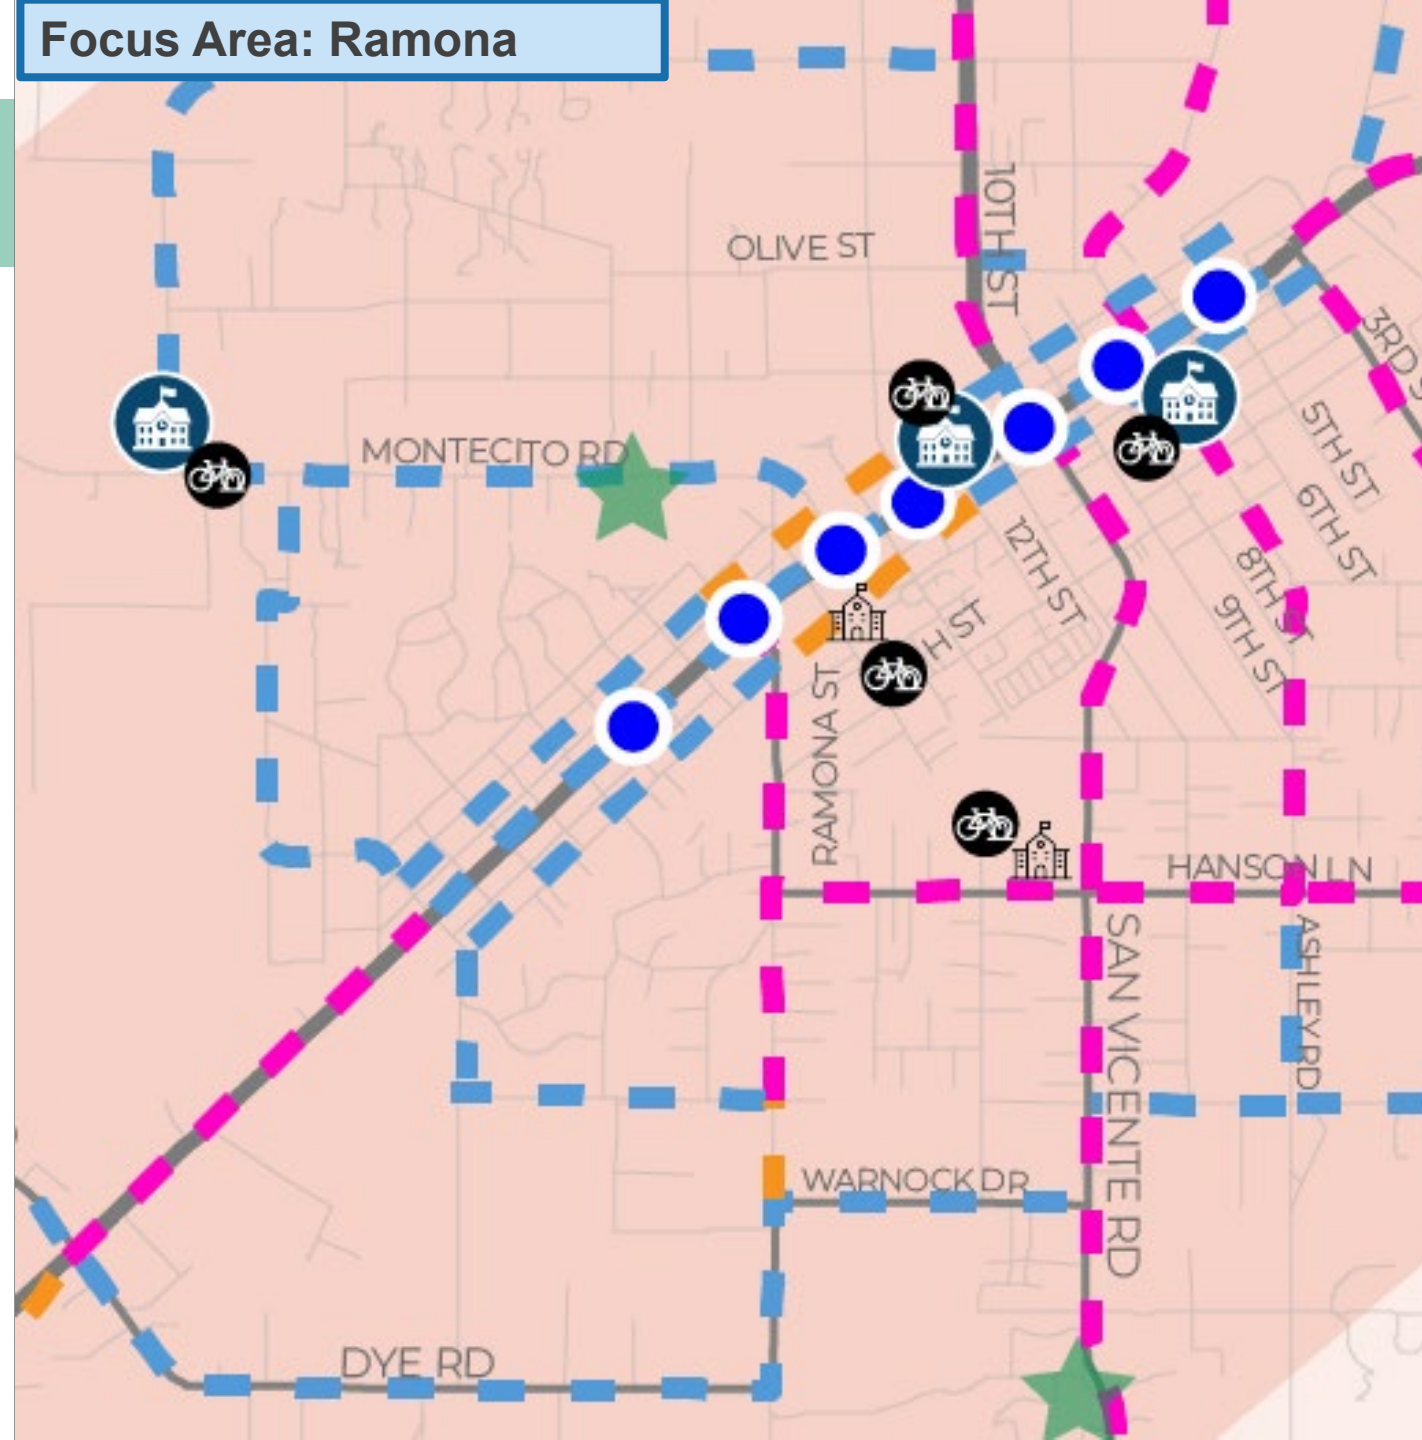 Focus Area: Ramona
10TH ST
OLIVE ST
3RD S
MONTECITO RD
5TH ST
6TH ST
12TH ST
8TH ST
9TH ST
H ST
RAMONA ST
HANSON LN
SAN VICENTE RD
ASHLEY RD
WARNOCK DR
DYE RD